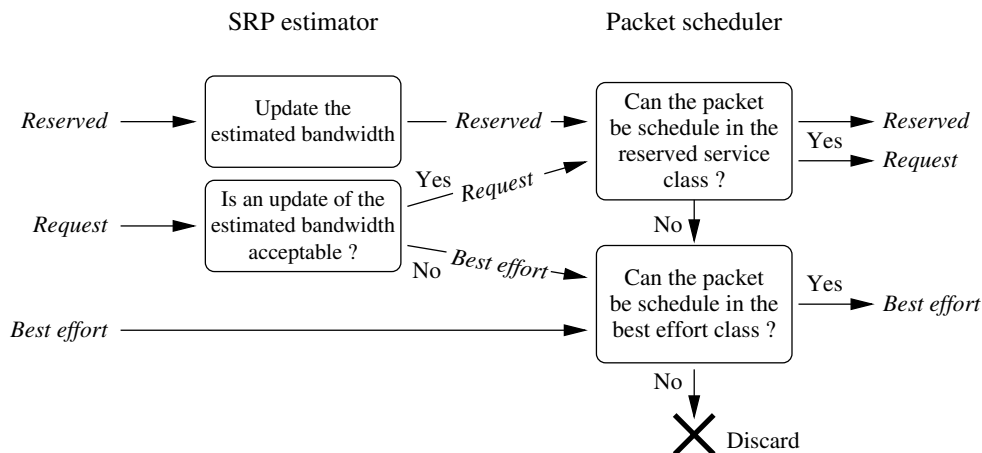 SRP estimator
Packet scheduler
Reserved
Update the
estimated bandwidth
Reserved
Can the packet
be schedule in the
reserved service
class ?
Reserved
Yes
Request
Request
Is an update of the
estimated bandwidth
acceptable ?
Yes
Request
No
Best effort
No
Best effort
Can the packet
be schedule in the
best effort class ?
Yes
Best effort
No
Discard